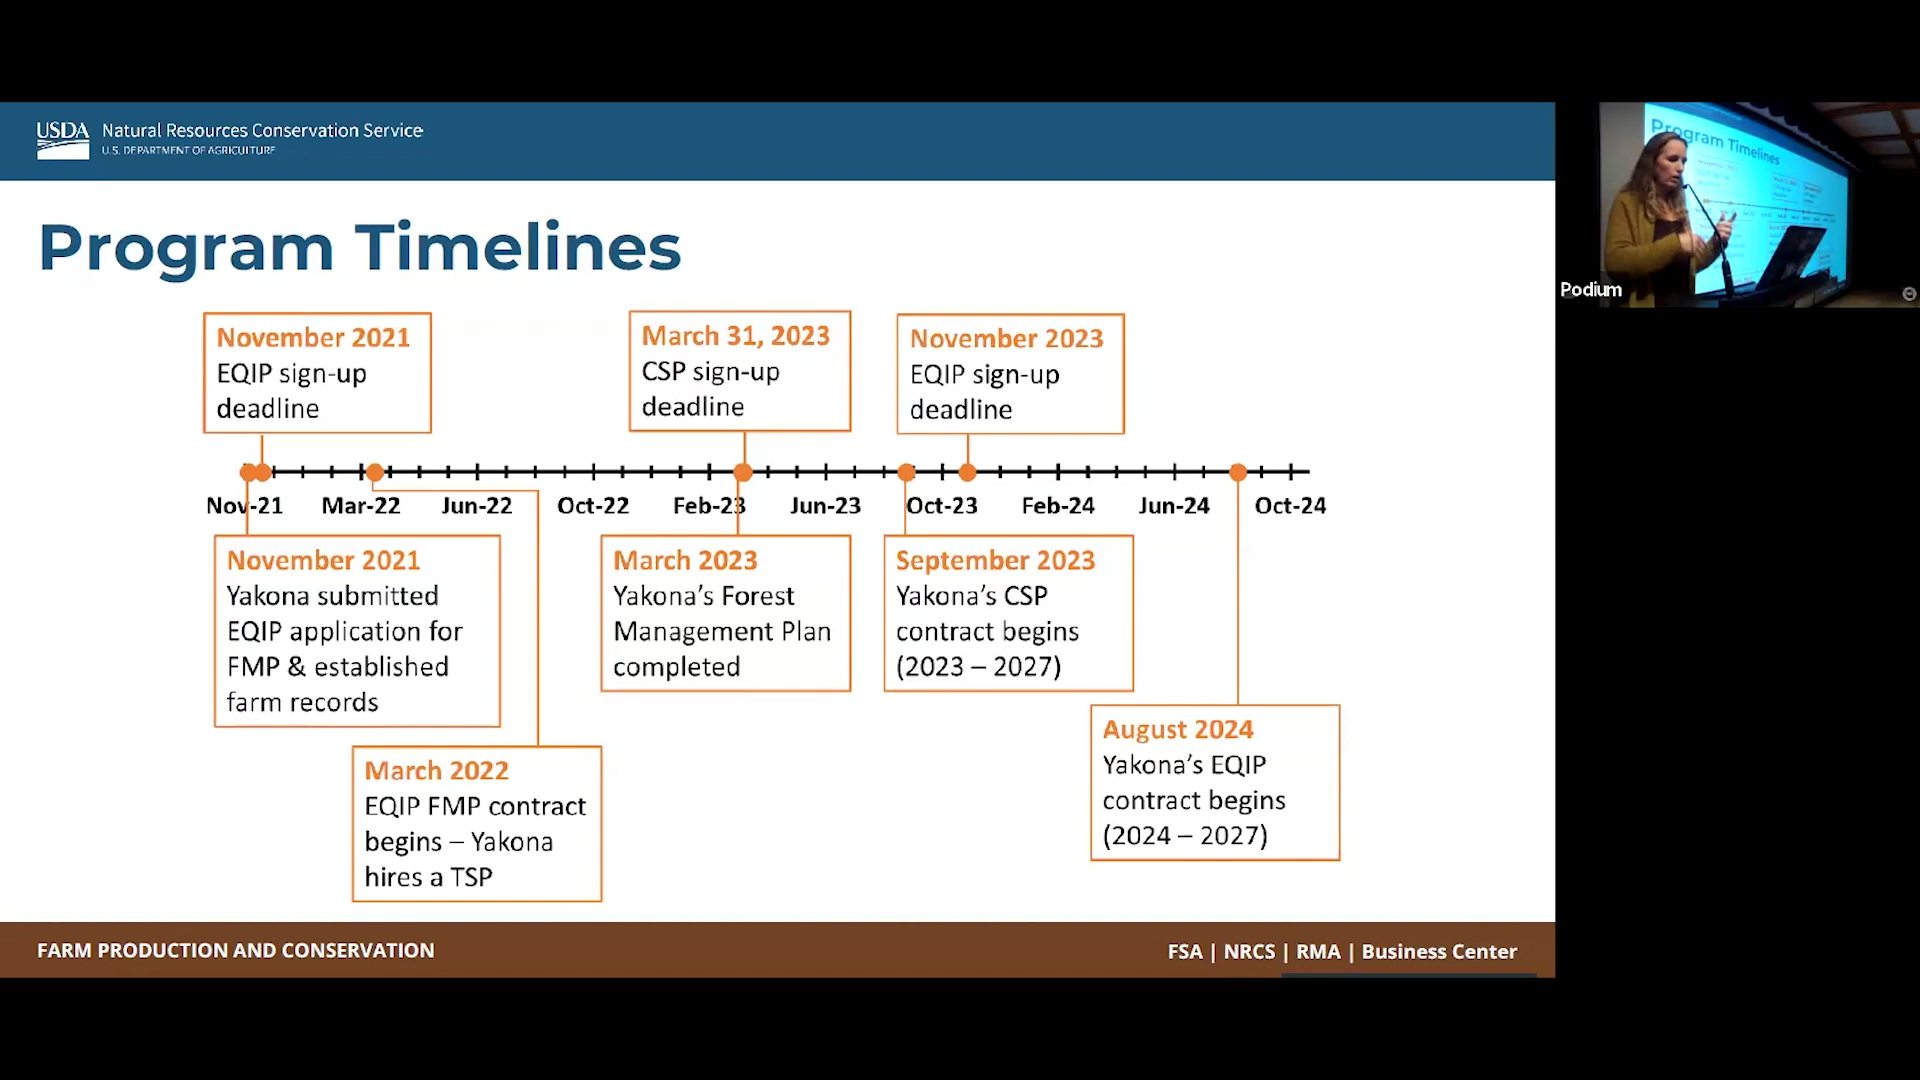 USDA
Natural Resources Conservation Service
U.S. DEPARTMENT OF AGRICULTURE
Program Timelines
November 2021
EQIP sign-up
deadline
March 31, 2023
CSP sign-up
deadline
November 2023
EQIP sign-up
deadline
Nov-21 Mar-22 Jun-22 Oct-22 Feb-23 Jun-23 Oct-23 Feb-24 Jun-24 Oct-24
November 2021
Yakona submitted
EQIP application for
FMP & established
farm records
March 2022
EQIP FMP contract
begins – Yakona
hires a TSP
March 2023
Yakona's Forest
Management Plan
completed
September 2023
Yakona's CSP
contract begins
(2023 – 2027)
August 2024
Yakona's EQIP
contract begins
(2024 – 2027)
FARM PRODUCTION AND CONSERVATION
FSA | NRCS | RMA | Business Center
Program Timelines
Podium